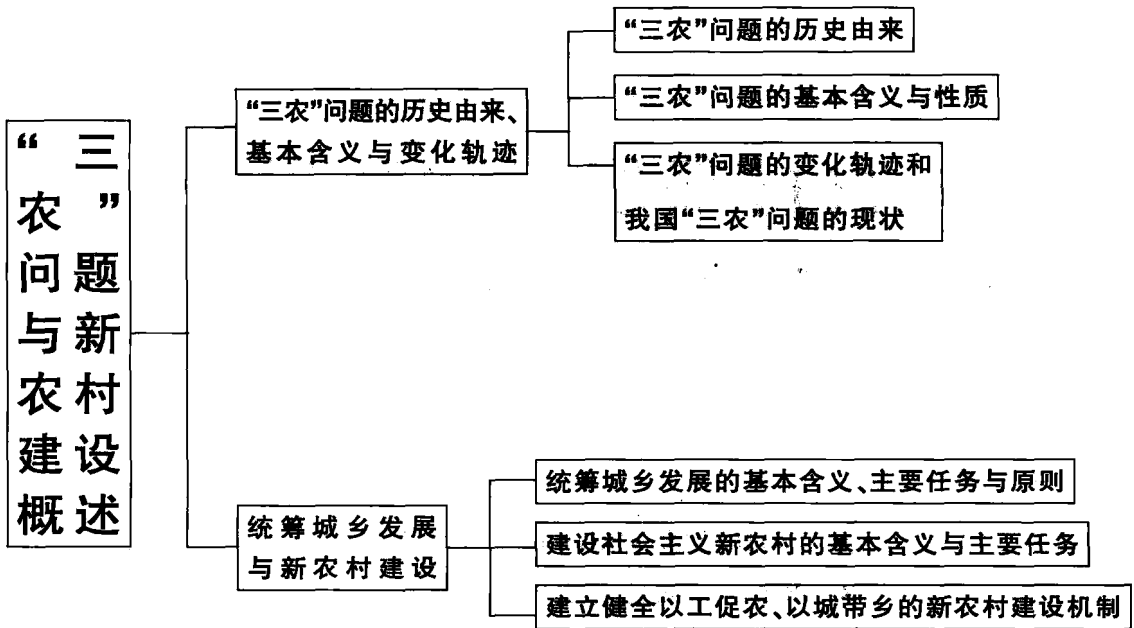 “三
农”
问题
与新
农村
建设
概述
“三农”问题的历史由来、
基本含义与变化轨迹
“三农”问题的历史由来
“三农”问题的基本含义与性质
“三农”问题的变化轨迹和
我国“三农”问题的现状
统筹城乡发展
与新农村建设
统筹城乡发展的基本含义、主要任务与原则
建设社会主义新农村的基本含义与主要任务
建立健全以工促农、以城带乡的新农村建设机制